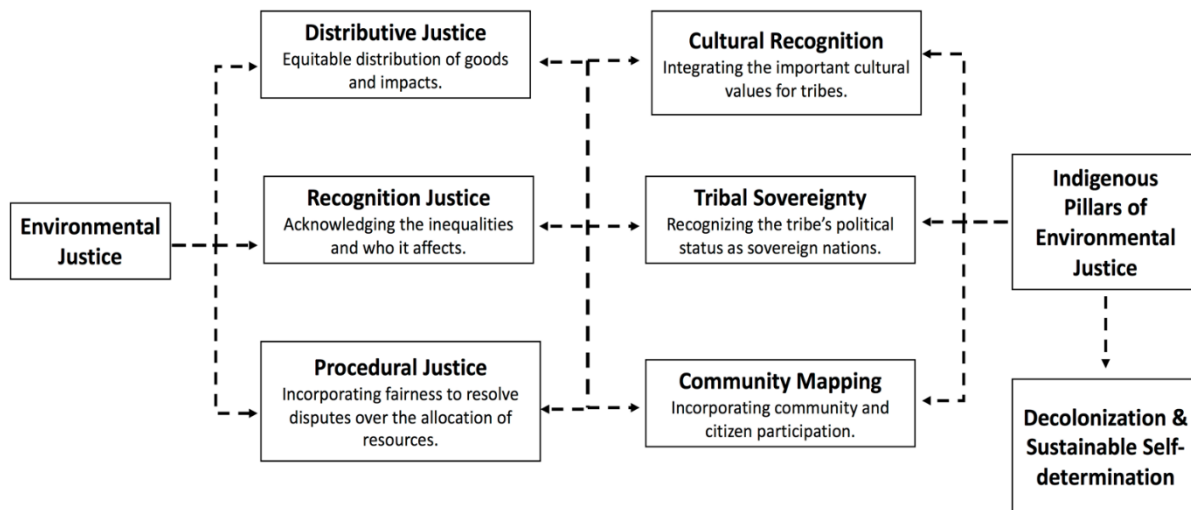 Environmental
Justice
Distributive Justice
Equitable distribution of goods
and impacts.
Recognition Justice
Acknowledging the inequalities
and who it affects.
Procedural Justice
Incorporating fairness to resolve
disputes over the allocation of
resources.
Cultural Recognition
Integrating the important cultural
values for tribes.
Tribal Sovereignty
Recognizing the tribe's political
status as sovereign nations.
Community Mapping
Incorporating community and
citizen participation.
Indigenous
Pillars of
Environmental
Justice
Decolonization &
Sustainable Self-
determination